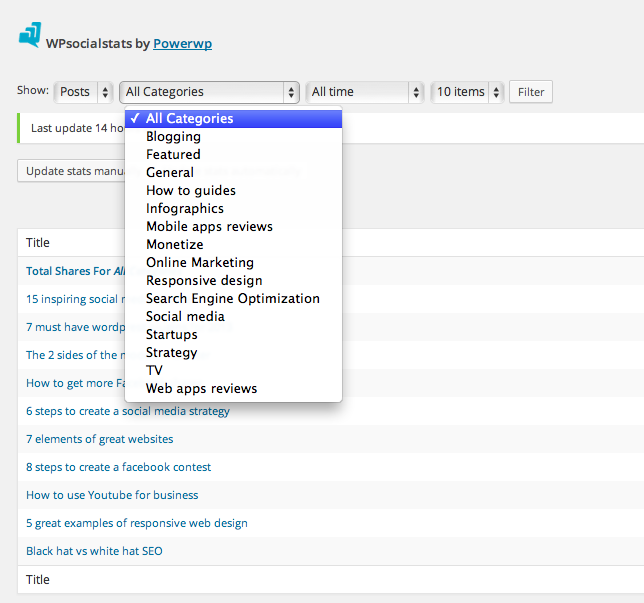 WPsocialstats by Powerwp
Show: Posts All Categories All time 10 items Filter
✓ All Categories
Blogging
Featured
General
How to guides
Infographics
Mobile apps reviews
Monetize
Online Marketing
Responsive design
Search Engine Optimization
Social media
Startups
Strategy
TV
Web apps reviews
Last update 14
Update stats
Title
Total Shares For
15 inspiring social
7 must have
The 2 sides of the
How to get more
6 steps to create a social media strategy
7 elements of great websites
8 steps to create a facebook contest
How to use Youtube for business
5 great examples of responsive web design
Black hat vs white hat SEO
Title